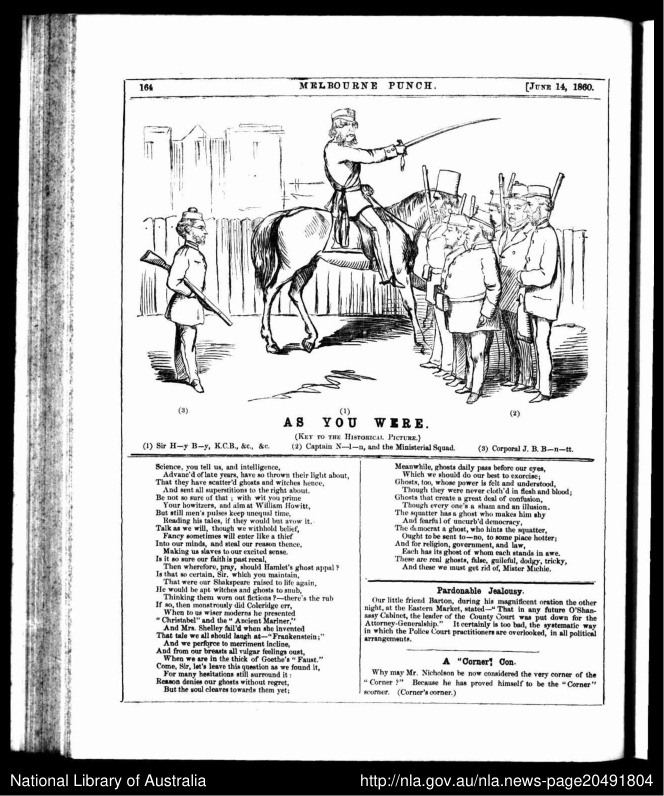 164
MELBOURNE PUNCH.
[JUNE 14, 1860.
(3)
(1)
(2)
AS YOU WERE.
(KEY TO THE HISTORICAL PICTURE.)
(1) Sir H—y B—y, K.C.B., &c., &c.
(2) Captain N—l—n, and the Ministerial Squad.
(3) Corporal J. B. B—n—tt.
Science, you tell us, and intelligence,
Advanc'd of late years, have so thrown their light about,
That they have scatter'd ghosts and witches hence,
And sent all superstitions to the right about.
Be not so sure of that; with wit you prime
Your howitzers, and aim at William Howitt,
But still men's pulses keep unequal time,
Reading his tales, if they would but avow it.
Talk as we will, though we withhold belief,
Fancy sometimes will enter like a thief
Into our minds, and steal our reason thence,
Making us slaves to our excited sense.
Is it so sure our faith is past recal,
Then wherefore, pray, should Hamlet's ghost appal?
Is that so certain, Sir, which you maintain,
That were our Shakspeare raised to life again,
He would be apt witches and ghosts to snub,
Thinking them worn out fictions?—there's the rub
If so, then monstrously did Coleridge err,
When to us wiser moderns he presented
"Christabel" and the "Ancient Mariner,"
And Mrs. Shelley fail'd when she invented
That tale we all should laugh at—"Frankenstein;"
And we perforce to merriment incline,
And from our breasts all vulgar feelings oust,
When we are in the thick of Goethe's "Faust."
Come, Sir, let's leave this question as we found it,
For many hesitations still surround it:
Reason denies our ghosts without regret,
But the soul cleaves towards them yet;
Meanwhile, ghosts daily pass before our eyes,
Which we should do our best to exorcise;
Ghosts, too, whose power is felt and understood,
Though they were never cloth'd in flesh and blood;
Ghosts that create a great deal of confusion,
Though every one's a sham and an illusion.
The squatter has a ghost who makes him shy
And fearful of uncurb'd democracy,
The democrat a ghost, who hints the squatter,
Ought to be sent to—no, to some place hotter;
And for religion, government, and law,
Each has its ghost of whom each stands in awe.
These are real ghosts, false, guileful, dodgy, tricky,
And these we must get rid of, Mister Michie.
Pardonable Jealousy.
Our little friend Barton, during his magnificent oration the other
night, at the Eastern Market, stated—"That in any future O'Shan-
assy Cabinet, the leader of the County Court was put down for the
Attorney-Generalship." It certainly is too bad, the systematic way
in which the Police Court practitioners are overlooked, in all political
arrangements.
A "Corner" Con.
Why may Mr. Nicholson be now considered the very corner of the
"Corner?" Because he has proved himself to be the "Corner"
scorner. (Corner's corner.)
National Library of Australia
http://nla.gov.au/nla.news-page20491804